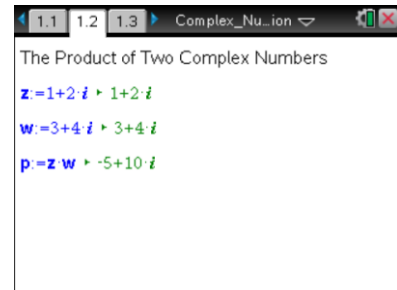 1.1 1.2 1.3 Complex_Nu...ion
The Product of Two Complex Numbers
z:=1+2·i ▸ 1+2·i
w:=3+4·i ▸ 3+4·i
p:=z·w ▸ -5+10·i